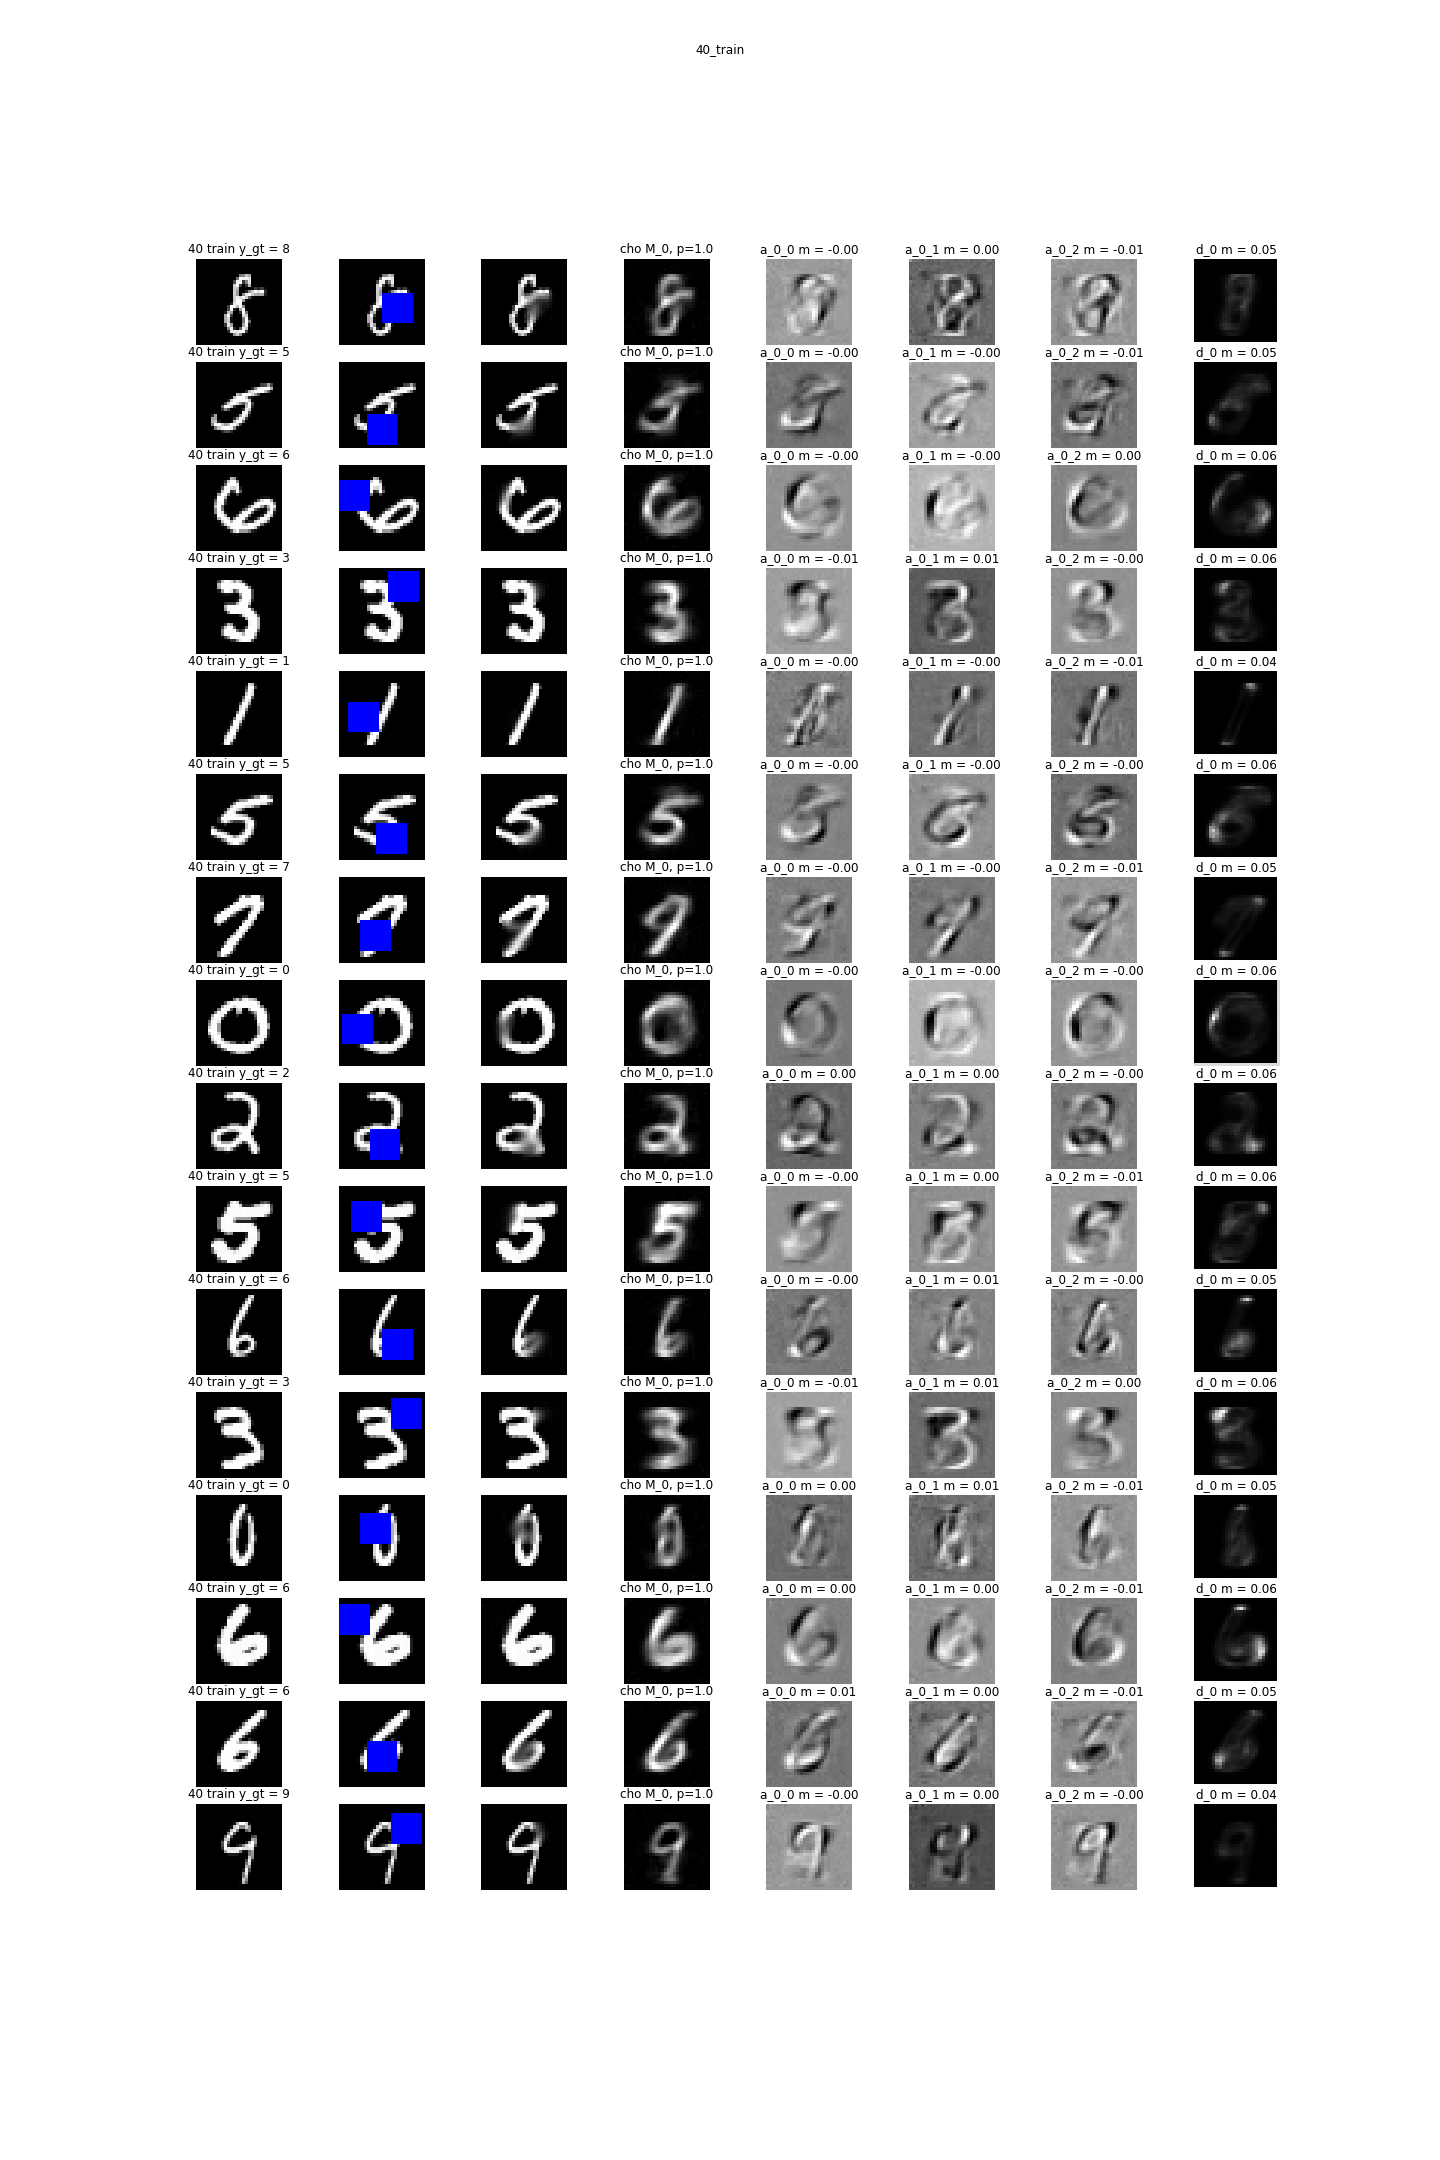 40_train
40 train y_gt = 8 cho M_0, p=1.0 a_0_0 m = -0.00 a_0_1 m = 0.00 a_0_2 m = -0.01 d_0 m = 0.05
40 train y_gt = 5 cho M_0, p=1.0 a_0_0 m = -0.00 a_0_1 m = -0.00 a_0_2 m = -0.01 d_0 m = 0.05
40 train y_gt = 6 cho M_0, p=1.0 a_0_0 m = -0.00 a_0_1 m = -0.00 a_0_2 m = 0.00 d_0 m = 0.06
40 train y_gt = 3 cho M_0, p=1.0 a_0_0 m = -0.01 a_0_1 m = 0.01 a_0_2 m = -0.00 d_0 m = 0.06
40 train y_gt = 1 cho M_0, p=1.0 a_0_0 m = -0.00 a_0_1 m = -0.00 a_0_2 m = -0.01 d_0 m = 0.04
40 train y_gt = 5 cho M_0, p=1.0 a_0_0 m = -0.00 a_0_1 m = -0.00 a_0_2 m = -0.00 d_0 m = 0.06
40 train y_gt = 7 cho M_0, p=1.0 a_0_0 m = -0.00 a_0_1 m = -0.00 a_0_2 m = -0.01 d_0 m = 0.05
40 train y_gt = 0 cho M_0, p=1.0 a_0_0 m = -0.00 a_0_1 m = -0.00 a_0_2 m = -0.00 d_0 m = 0.06
40 train y_gt = 2 cho M_0, p=1.0 a_0_0 m = 0.00 a_0_1 m = 0.00 a_0_2 m = -0.00 d_0 m = 0.06
40 train y_gt = 5 cho M_0, p=1.0 a_0_0 m = -0.00 a_0_1 m = 0.00 a_0_2 m = -0.01 d_0 m = 0.06
40 train y_gt = 6 cho M_0, p=1.0 a_0_0 m = -0.00 a_0_1 m = 0.01 a_0_2 m = -0.00 d_0 m = 0.05
40 train y_gt = 3 cho M_0, p=1.0 a_0_0 m = -0.01 a_0_1 m = 0.01 a_0_2 m = 0.00 d_0 m = 0.06
40 train y_gt = 0 cho M_0, p=1.0 a_0_0 m = 0.00 a_0_1 m = 0.01 a_0_2 m = -0.01 d_0 m = 0.05
40 train y_gt = 6 cho M_0, p=1.0 a_0_0 m = 0.00 a_0_1 m = 0.00 a_0_2 m = -0.01 d_0 m = 0.06
40 train y_gt = 6 cho M_0, p=1.0 a_0_0 m = 0.01 a_0_1 m = 0.00 a_0_2 m = -0.01 d_0 m = 0.05
40 train y_gt = 9 cho M_0, p=1.0 a_0_0 m = -0.00 a_0_1 m = 0.00 a_0_2 m = -0.00 d_0 m = 0.04